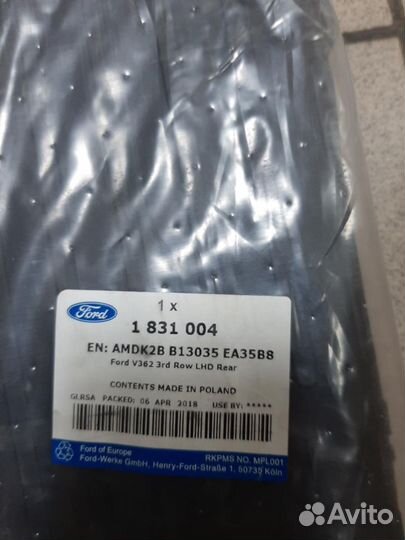 Ford
1 x
1 831 004
EN: AMDK2B B13035 EA35B8
Ford V362 3rd Row LHD Rear
CONTENTS MADE IN POLAND
GLRSA PACKED: 06 APR 2018 USE BY: *****
Ford of Europe
Ford-Werke GmbH, Henry-Ford-Straße 1, 50735 Köln
RKPMS NO. MPL001
Avito